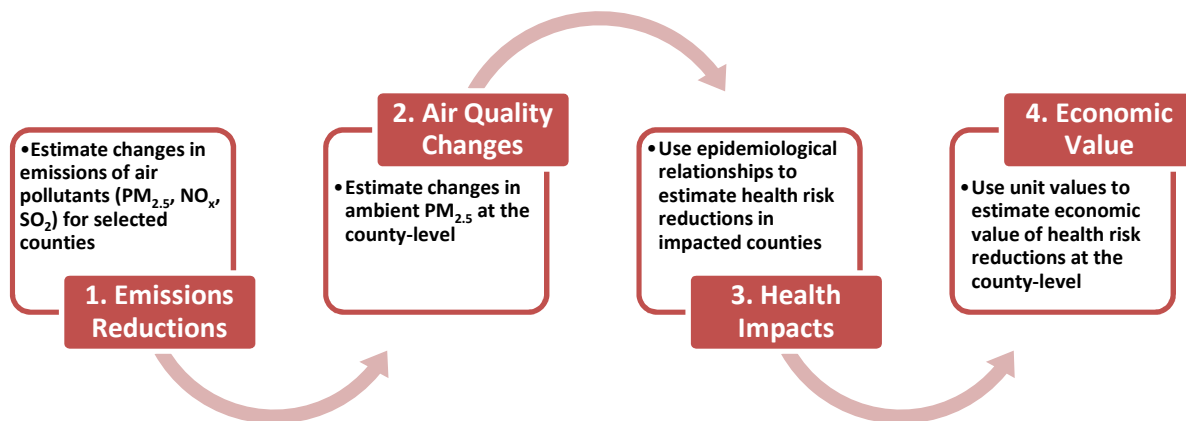 •Estimate changes in
emissions of air
pollutants (PM2.5, NOx,
SO2) for selected
counties
1. Emissions
Reductions
2. Air Quality
Changes
•Estimate changes in
ambient PM2.5 at the
county-level
•Use epidemiological
relationships to
estimate health risk
reductions in
impacted counties
3. Health
Impacts
4. Economic
Value
•Use unit values to
estimate economic
value of health risk
reductions at the
county-level